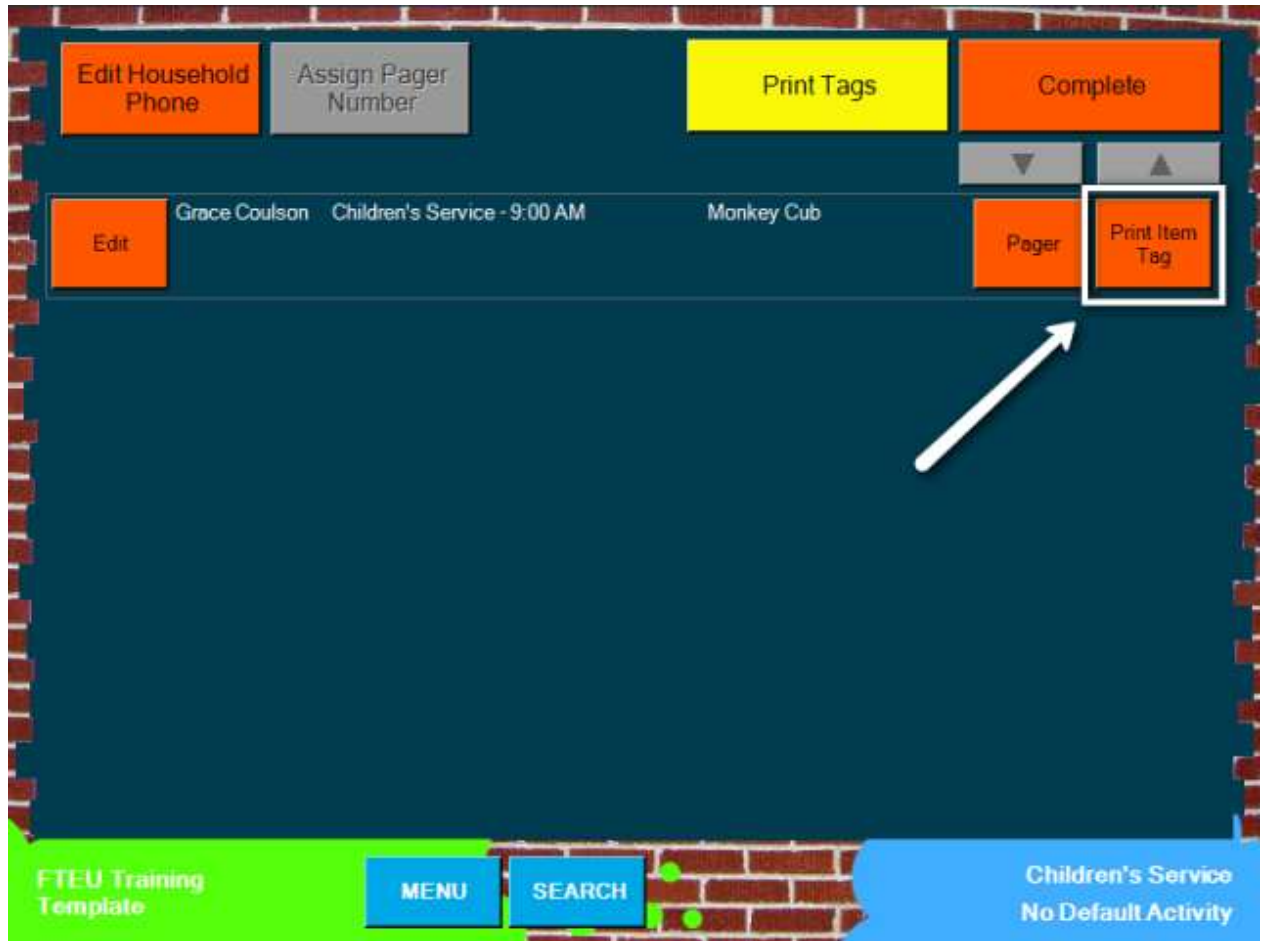 Edit Household
Phone
Assign Pager
Number
Print Tags
Complete
Edit
Grace Coulson Children's Service - 9:00 AM Monkey Cub
Pager
Print Item
Tag
FTEU Training
Template
MENU
SEARCH
Children's Service
No Default Activity